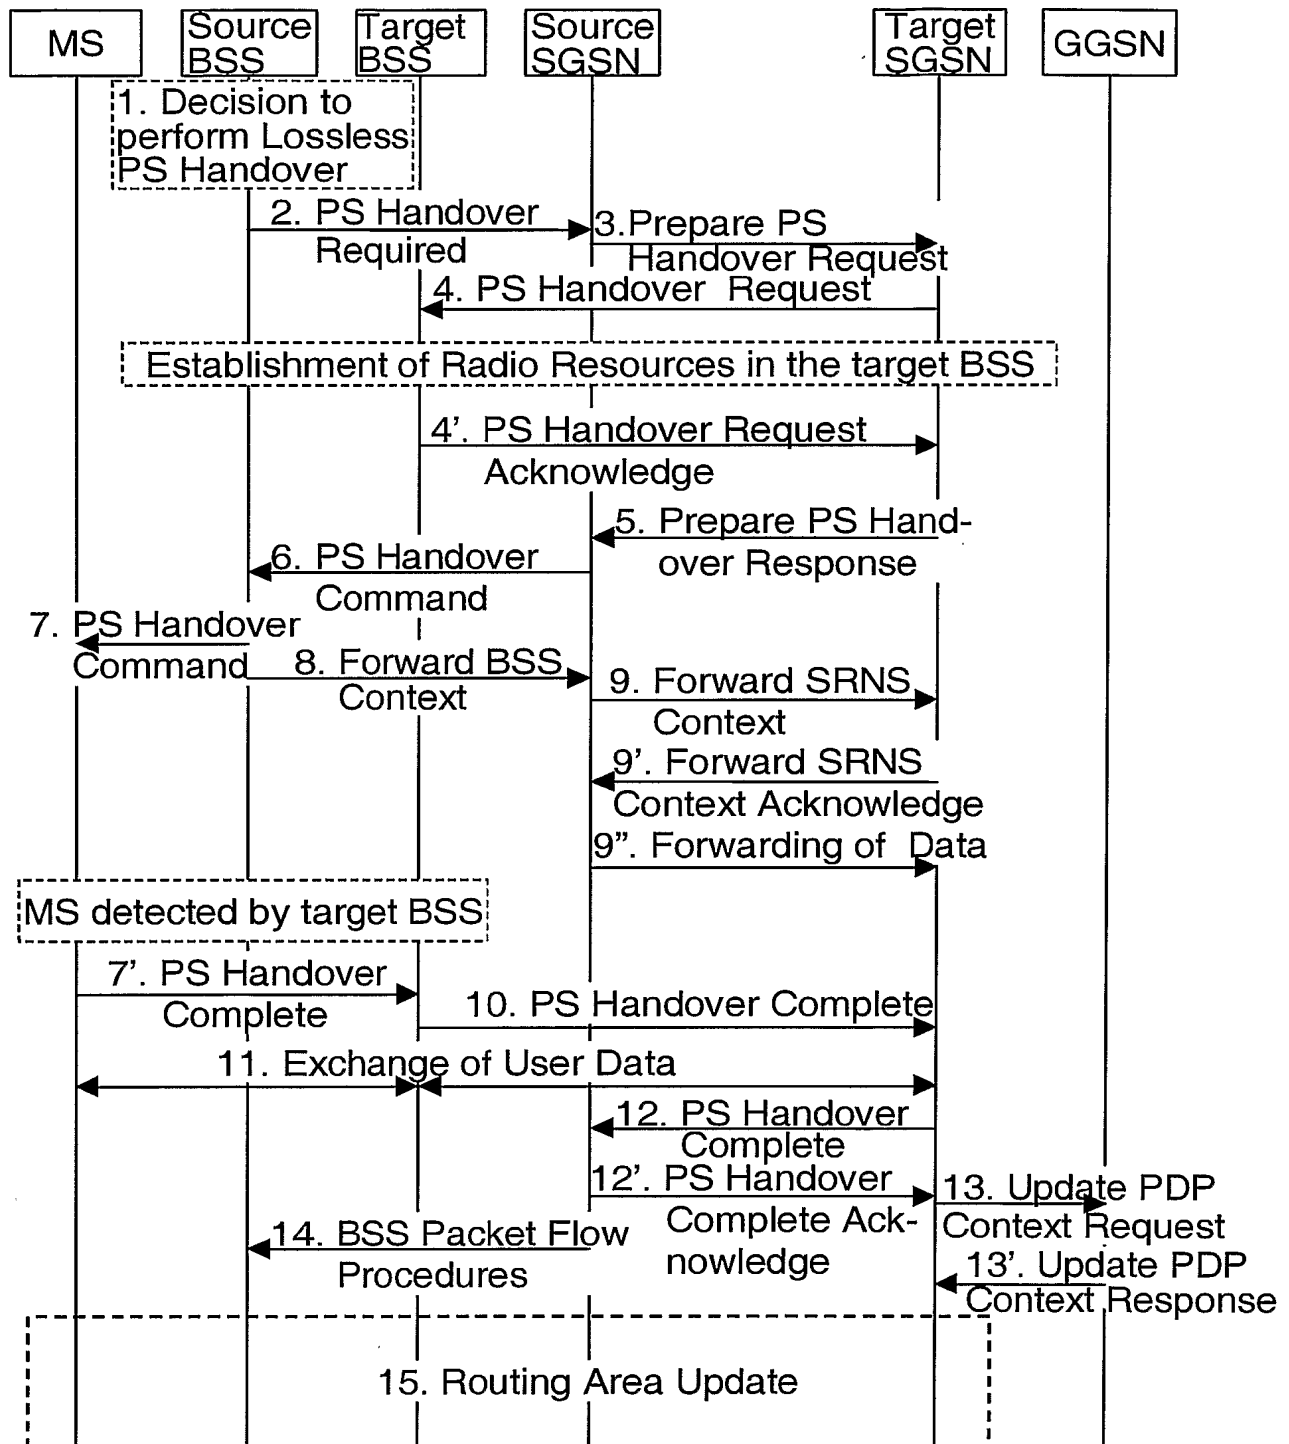 MS
Source
BSS
Target
BSS
Source
SGSN
Target
SGSN
GGSN
1. Decision to
perform Lossless
PS Handover
2. PS Handover
Required
3.Prepare PS
Handover Request
4. PS Handover Request
Establishment of Radio Resources in the target BSS
4'. PS Handover Request
Acknowledge
5. Prepare PS Hand-
over Response
6. PS Handover
Command
7. PS Handover
Command
8. Forward BSS
Context
9. Forward SRNS
Context
9'. Forward SRNS
Context Acknowledge
9”. Forwarding of Data
MS detected by target BSS
7'. PS Handover
Complete
10. PS Handover Complete
11. Exchange of User Data
12. PS Handover
Complete
12'. PS Handover
Complete Ack-
nowledge
13. Update PDP
Context Request
14. BSS Packet Flow
Procedures
13'. Update PDP
Context Response
15. Routing Area Update